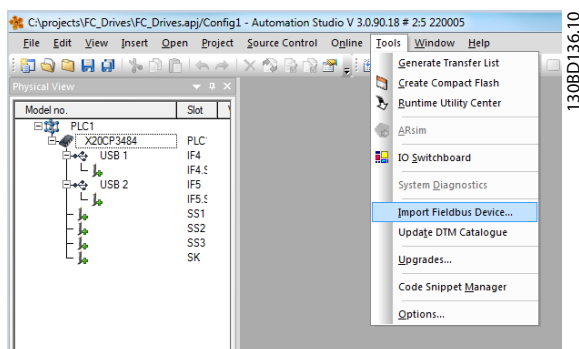 C:\projects\FC_Drives\FC_Drives.apj/Config1 - Automation Studio V 3.0.90.18 # 2:5 220005
File Edit View Insert Open Project Source Control Online Tools Window Help
Physical View
Model no. Slot
PLC1
X20CP3484 PLC
USB 1 IF4
IF4.S
USB 2 IF5
IF5.S
SS1
SS2
SS3
SK
Generate Transfer List
Create Compact Flash
Runtime Utility Center
ARsim
IO Switchboard
System Diagnostics
Import Fieldbus Device...
Update DTM Catalogue
Upgrades...
Code Snippet Manager
Options...
130BD136.10